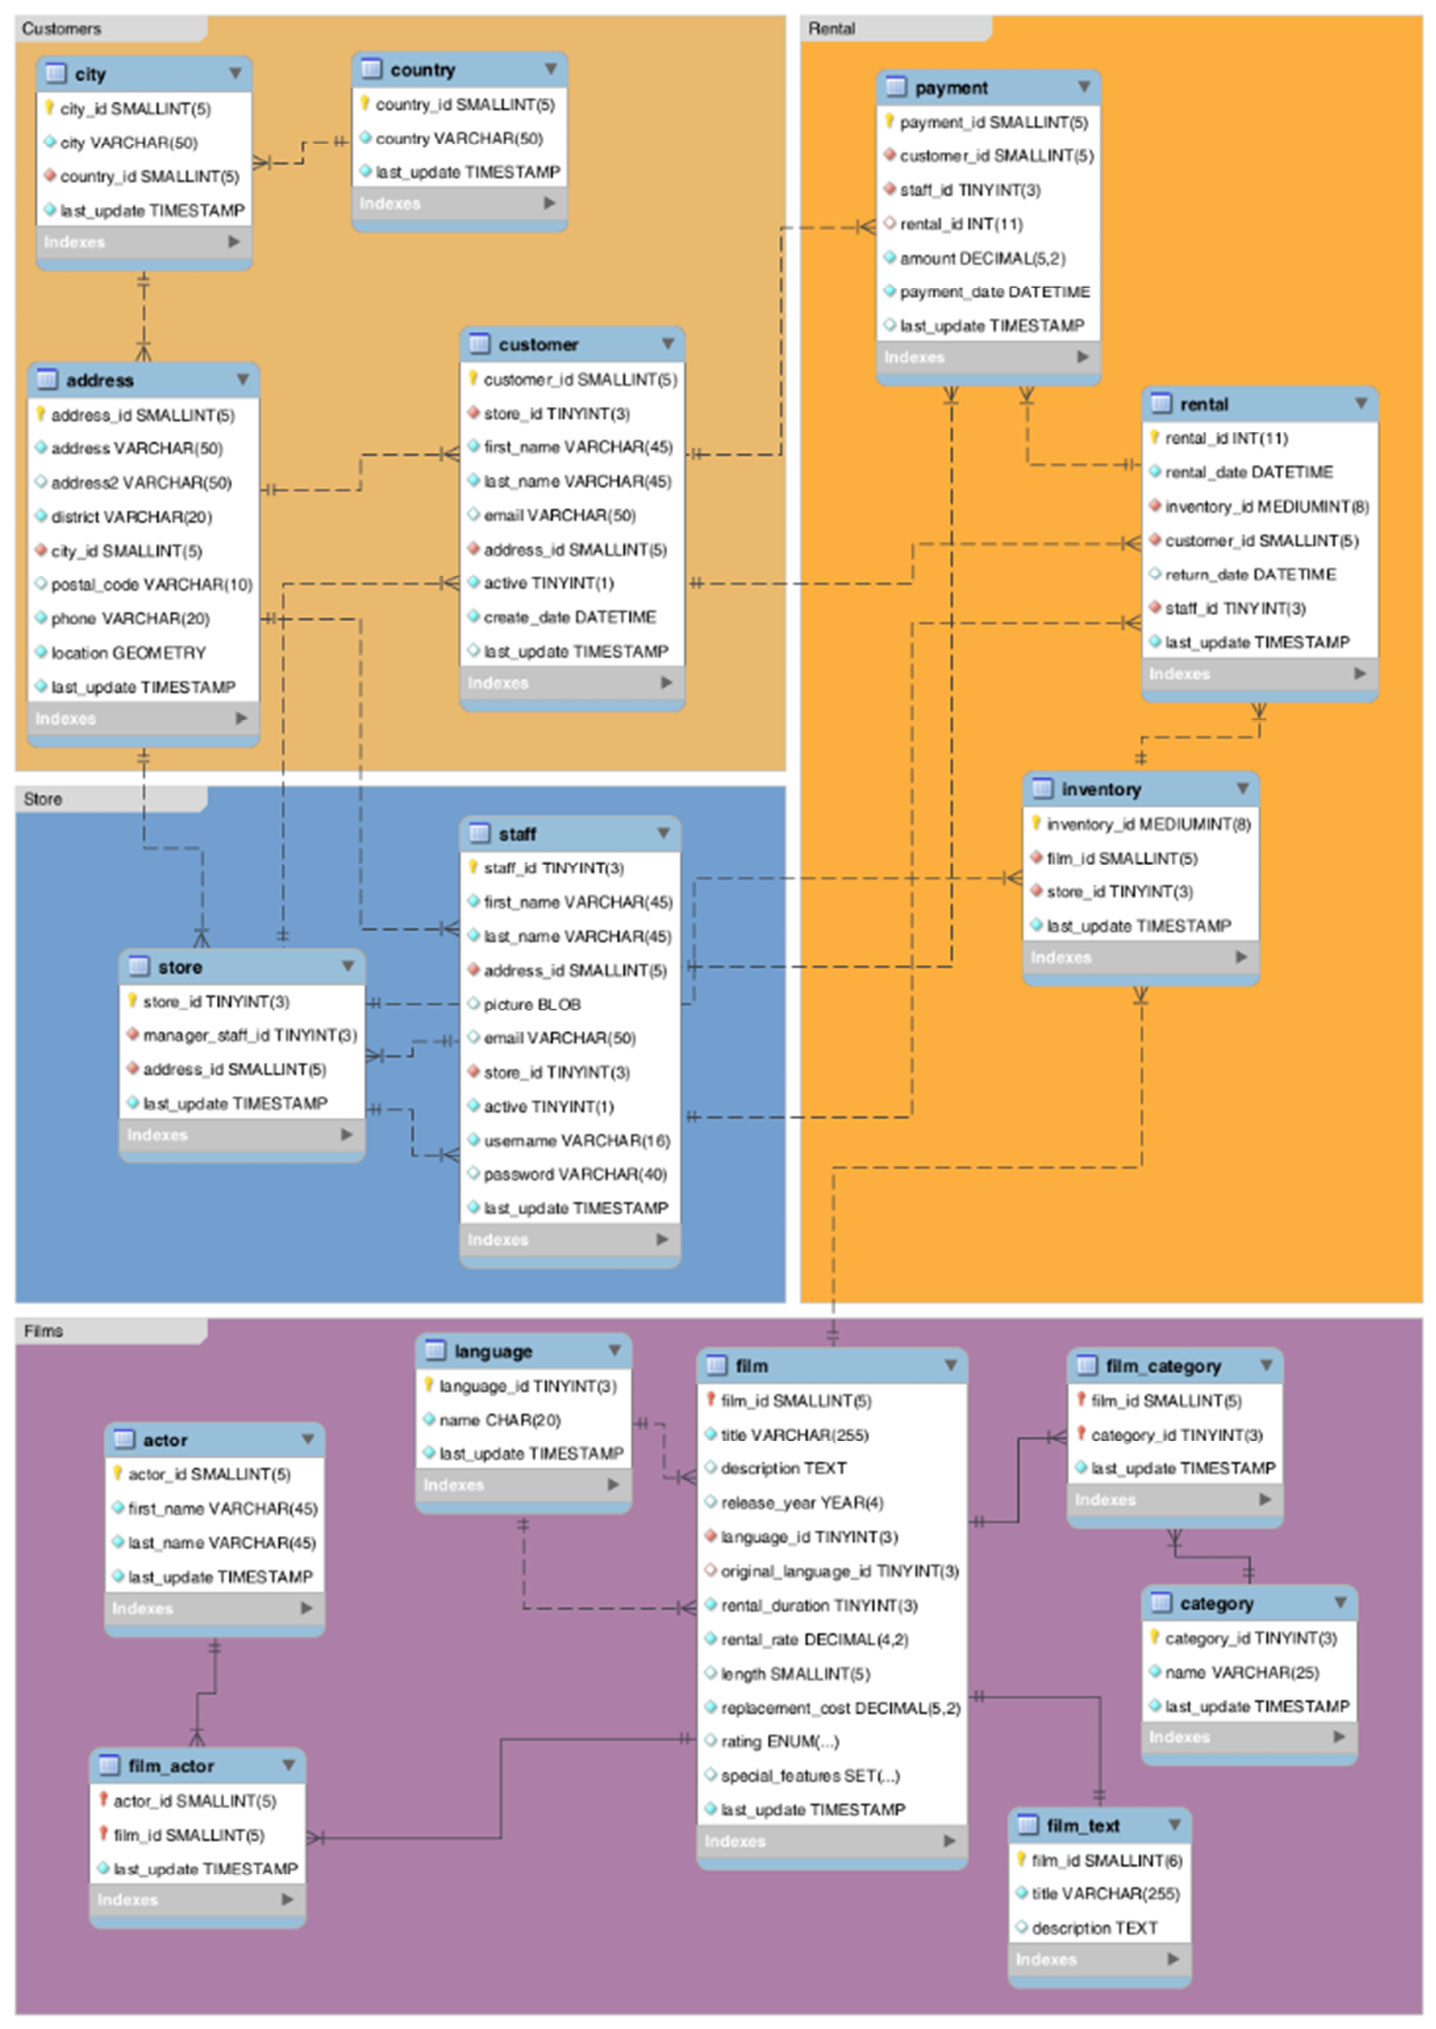 Customers
city
city_id SMALLINT(5)
city VARCHAR(50)
country_id SMALLINT(5)
last_update TIMESTAMP
Indexes
country
country_id SMALLINT(5)
country VARCHAR(50)
last_update TIMESTAMP
Indexes
address
address_id SMALLINT(5)
address VARCHAR(50)
address2 VARCHAR(50)
district VARCHAR(20)
city_id SMALLINT(5)
postal_code VARCHAR(10)
phone VARCHAR(20)
location GEOMETRY
last_update TIMESTAMP
Indexes
customer
customer_id SMALLINT(5)
store_id TINYINT(3)
first_name VARCHAR(45)
last_name VARCHAR(45)
email VARCHAR(50)
address_id SMALLINT(5)
active TINYINT(1)
create_date DATETIME
last_update TIMESTAMP
Indexes
Rental
payment
payment_id SMALLINT(5)
customer_id SMALLINT(5)
staff_id TINYINT(3)
rental_id INT(11)
amount DECIMAL(5,2)
payment_date DATETIME
last_update TIMESTAMP
Indexes
rental
rental_id INT(11)
rental_date DATETIME
inventory_id MEDIUMINT(8)
customer_id SMALLINT(5)
return_date DATETIME
staff_id TINYINT(3)
last_update TIMESTAMP
Indexes
inventory
inventory_id MEDIUMINT(8)
film_id SMALLINT(5)
store_id TINYINT(3)
last_update TIMESTAMP
Indexes
Store
store
store_id TINYINT(3)
manager_staff_id TINYINT(3)
address_id SMALLINT(5)
last_update TIMESTAMP
Indexes
staff
staff_id TINYINT(3)
first_name VARCHAR(45)
last_name VARCHAR(45)
address_id SMALLINT(5)
picture BLOB
email VARCHAR(50)
store_id TINYINT(3)
active TINYINT(1)
username VARCHAR(16)
password VARCHAR(40)
last_update TIMESTAMP
Indexes
Films
language
language_id TINYINT(3)
name CHAR(20)
last_update TIMESTAMP
Indexes
actor
actor_id SMALLINT(5)
first_name VARCHAR(45)
last_name VARCHAR(45)
last_update TIMESTAMP
Indexes
film_actor
actor_id SMALLINT(5)
film_id SMALLINT(5)
last_update TIMESTAMP
Indexes
film
film_id SMALLINT(5)
title VARCHAR(255)
description TEXT
release_year YEAR(4)
language_id TINYINT(3)
original_language_id TINYINT(3)
rental_duration TINYINT(3)
rental_rate DECIMAL(4,2)
length SMALLINT(5)
replacement_cost DECIMAL(5,2)
rating ENUM(...)
special_features SET(...)
last_update TIMESTAMP
Indexes
film_category
film_id SMALLINT(5)
category_id TINYINT(3)
last_update TIMESTAMP
Indexes
category
category_id TINYINT(3)
name VARCHAR(25)
last_update TIMESTAMP
Indexes
film_text
film_id SMALLINT(6)
title VARCHAR(255)
description TEXT
Indexes